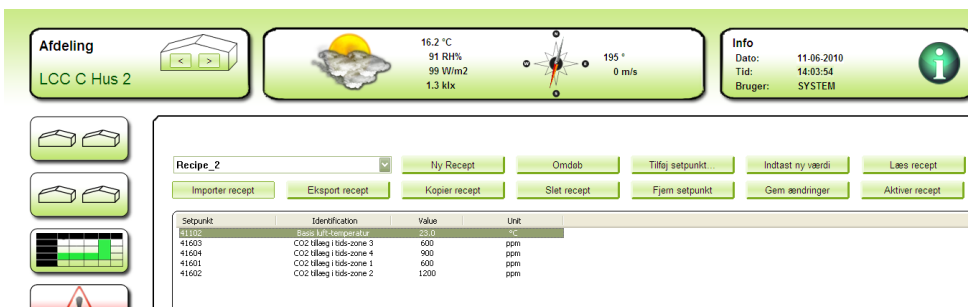 Afdeling
< >
LCC C Hus 2
16.2 °C
91 RH%
99 W/m2
1.3 klx
195 °
0 m/s
Info
Dato: 11-06-2010
Tid: 14:03:54
Bruger: SYSTEM
Recipe_2 Ny Recept Omdøb Tilføj setpunkt... Indtast ny værdi Læs recept
Importer recept Eksport recept Kopier recept Slet recept Fjern setpunkt Gem ændringer Aktiver recept
Setpunkt Identification Value Unit
41102 Basis luft-temperatur 23.0 °C
41603 CO2 tillæg i tids-zone 3 600 ppm
41604 CO2 tillæg i tids-zone 4 900 ppm
41601 CO2 tillæg i tids-zone 1 600 ppm
41602 CO2 tillæg i tids-zone 2 1200 ppm